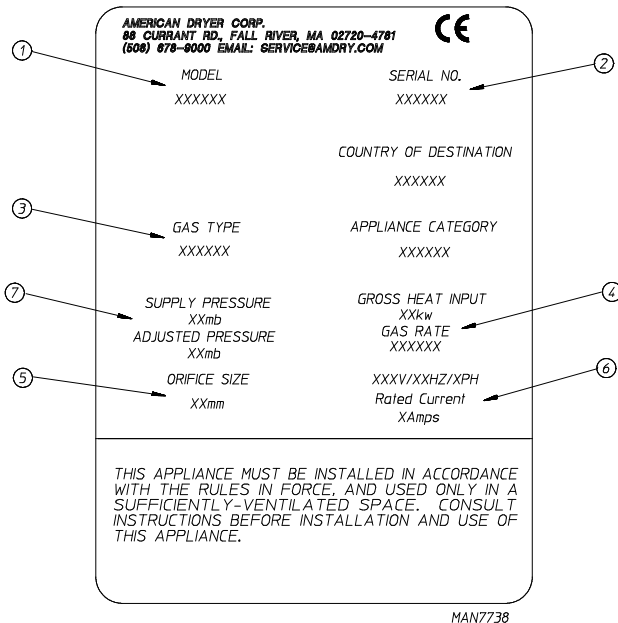 AMERICAN DRYER CORP.
88 CURRANT RD., FALL RIVER, MA 02720-4781
(508) 678-9000 EMAIL: SERVICE@AMDRY.COM
CE
1
MODEL
XXXXXX
SERIAL NO.
XXXXXX
2
COUNTRY OF DESTINATION
XXXXXX
3
GAS TYPE
XXXXXX
APPLIANCE CATEGORY
XXXXXX
7
SUPPLY PRESSURE
XXmb
ADJUSTED PRESSURE
XXmb
GROSS HEAT INPUT
XXkw
GAS RATE
XXXXXX
4
5
ORIFICE SIZE
XXmm
XXXV/XXHZ/XPH
Rated Current
XAmps
6
THIS APPLIANCE MUST BE INSTALLED IN ACCORDANCE
WITH THE RULES IN FORCE, AND USED ONLY IN A
SUFFICIENTLY-VENTILATED SPACE. CONSULT
INSTRUCTIONS BEFORE INSTALLATION AND USE OF
THIS APPLIANCE.
MAN7738